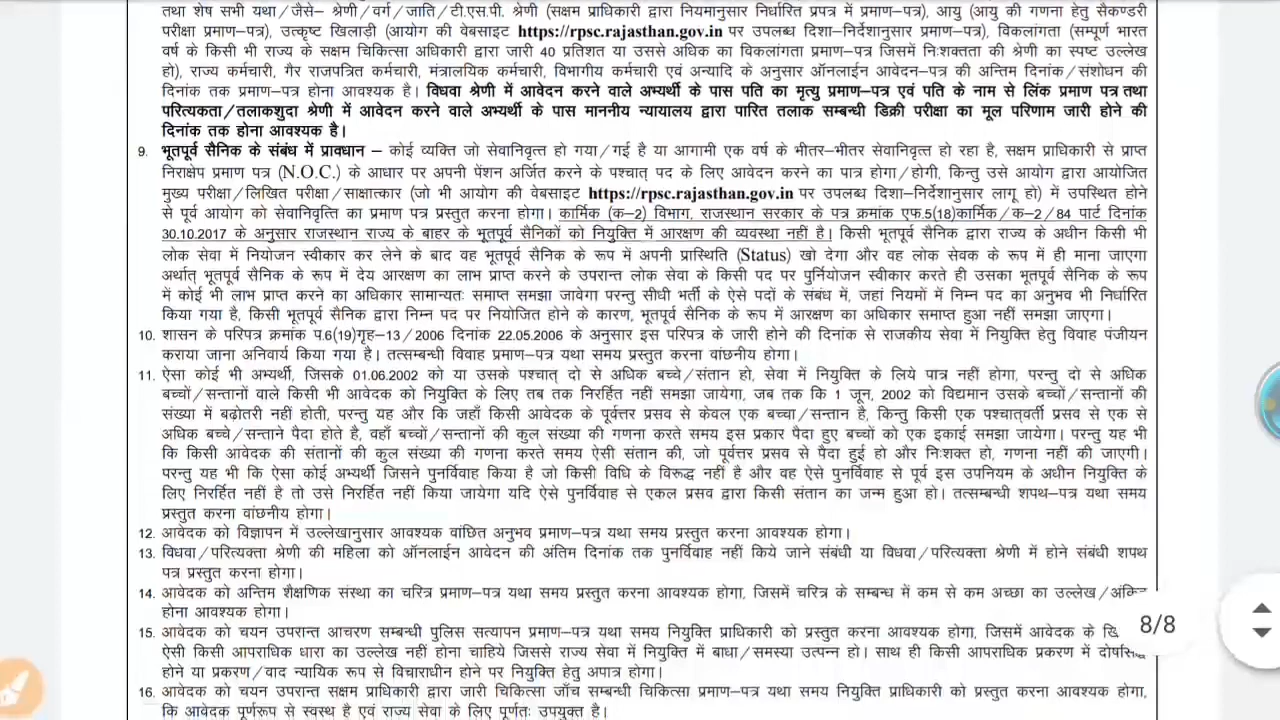 तथा शेष सभी यथा/जैसे– श्रेणी/वर्ग/जाति/टी.एस.पी. श्रेणी (सक्षम प्राधिकारी द्वारा नियमानुसार निर्धारित प्रपत्र में प्रमाण–पत्र), आयु (आयु की गणना हेतु सैकण्डरी
परीक्षा प्रमाण–पत्र), उत्कृष्ट खिलाड़ी (आयोग की वेबसाइट https://rpsc.rajasthan.gov.in पर उपलब्ध दिशा–निर्देशानुसार प्रमाण–पत्र), विकलांगता (सम्पूर्ण भारत
वर्ष के किसी भी राज्य के सक्षम चिकित्सा अधिकारी द्वारा जारी 40 प्रतिशत या उससे अधिक का विकलांगता प्रमाण–पत्र जिसमें निःशक्तता की श्रेणी का स्पष्ट उल्लेख
हो), राज्य कर्मचारी, गैर राजपत्रित कर्मचारी, मंत्रालयिक कर्मचारी, विभागीय कर्मचारी एवं अन्यादि के अनुसार ऑनलाईन आवेदन–पत्र की अन्तिम दिनांक/संशोधन की
दिनांक तक प्रमाण–पत्र होना आवश्यक है। विधवा श्रेणी में आवेदन करने वाले अभ्यर्थी के पास पति का मृत्यु प्रमाण–पत्र एवं पति के नाम से लिंक प्रमाण पत्र तथा
परित्यकता/तलाकशुदा श्रेणी में आवेदन करने वाले अभ्यर्थी के पास माननीय न्यायालय द्वारा पारित तलाक सम्बन्धी डिक्री परीक्षा का मूल परिणाम जारी होने की
दिनांक तक होना आवश्यक है।
9. भूतपूर्व सैनिक के संबंध में प्रावधान – कोई व्यक्ति जो सेवानिवृत्त हो गया/गई है या आगामी एक वर्ष के भीतर–भीतर सेवानिवृत्त हो रहा है, सक्षम प्राधिकारी से प्राप्त
निराक्षेप प्रमाण पत्र (N.O.C.) के आधार पर अपनी पेंशन अर्जित करने के पश्चात् पद के लिए आवेदन करने का पात्र होगा/होगी, किन्तु उसे आयोग द्वारा आयोजित
मुख्य परीक्षा/लिखित परीक्षा/साक्षात्कार (जो भी आयोग की वेबसाइट https://rpsc.rajasthan.gov.in पर उपलब्ध दिशा–निर्देशानुसार लागू हो) में उपस्थित होने
से पूर्व आयोग को सेवानिवृत्ति का प्रमाण पत्र प्रस्तुत करना होगा। कार्मिक (क–2) विभाग, राजस्थान सरकार के पत्र क्रमांक एफ.5(18)कार्मिक/क–2/84 पार्ट दिनांक
30.10.2017 के अनुसार राजस्थान राज्य के बाहर के भूतपूर्व सैनिकों को नियुक्ति में आरक्षण की व्यवस्था नहीं है। किसी भूतपूर्व सैनिक द्वारा राज्य के अधीन किसी भी
लोक सेवा में नियोजन स्वीकार कर लेने के बाद वह भूतपूर्व सैनिक के रूप में अपनी प्रास्थिति (Status) खो देगा और वह लोक सेवक के रूप में ही माना जाएगा
अर्थात् भूतपूर्व सैनिक के रूप में देय आरक्षण का लाभ प्राप्त करने के उपरान्त लोक सेवा के किसी पद पर पुर्नियोजन स्वीकार करते ही उसका भूतपूर्व सैनिक के रूप
में कोई भी लाभ प्राप्त करने का अधिकार सामान्यतः समाप्त समझा जावेगा परन्तु सीधी भर्ती के ऐसे पदों के संबंध में, जहां नियमों में निम्न पद का अनुभव भी निर्धारित
किया गया है, किसी भूतपूर्व सैनिक द्वारा निम्न पद पर नियोजित होने के कारण, भूतपूर्व सैनिक के रूप में आरक्षण का अधिकार समाप्त हुआ नहीं समझा जाएगा।
10. शासन के परिपत्र क्रमांक प.6(19)गृह–13/2006 दिनांक 22.05.2006 के अनुसार इस परिपत्र के जारी होने की दिनांक से राजकीय सेवा में नियुक्ति हेतु विवाह पंजीयन
कराया जाना अनिवार्य किया गया है। तत्सम्बन्धी विवाह प्रमाण–पत्र यथा समय प्रस्तुत करना वांछनीय होगा।
11. ऐसा कोई भी अभ्यर्थी, जिसके 01.06.2002 को या उसके पश्चात् दो से अधिक बच्चे/संतान हो, सेवा में नियुक्ति के लिये पात्र नहीं होगा, परन्तु दो से अधिक
बच्चों/सन्तानों वाले किसी भी आवेदक को नियुक्ति के लिए तब तक निरर्हित नहीं समझा जायेगा, जब तक कि 1 जून, 2002 को विद्यमान उसके बच्चों/सन्तानों की
संख्या में बढ़ोतरी नहीं होती, परन्तु यह और कि जहाँ किसी आवेदक के पूर्वत्तर प्रसव से केवल एक बच्चा/सन्तान है, किन्तु किसी एक पश्चातवर्ती प्रसव से एक से
अधिक बच्चे/सन्ताने पैदा होते है, वहाँ बच्चों/सन्तानों की कुल संख्या की गणना करते समय इस प्रकार पैदा हुए बच्चों को एक इकाई समझा जायेगा। परन्तु यह भी
कि किसी आवेदक की संतानों की कुल संख्या की गणना करते समय ऐसी संतान की, जो पूर्वत्तर प्रसव से पैदा हुई हो और निःशक्त हो, गणना नहीं की जाएगी।
परन्तु यह भी कि ऐसा कोई अभ्यर्थी जिसने पुनर्विवाह किया है जो किसी विधि के विरूद्ध नहीं है और वह ऐसे पुनर्विवाह से पूर्व इस उपनियम के अधीन नियुक्ति के
लिए निरर्हित नहीं है तो उसे निरर्हित नहीं किया जायेगा यदि ऐसे पुनर्विवाह से एकल प्रसव द्वारा किसी संतान का जन्म हुआ हो। तत्सम्बन्धी शपथ–पत्र यथा समय
प्रस्तुत करना वांछनीय होगा।
12. आवेदक को विज्ञापन में उल्लेखानुसार आवश्यक वांछित अनुभव प्रमाण–पत्र यथा समय प्रस्तुत करना आवश्यक होगा।
13. विधवा/परित्यक्ता श्रेणी की महिला को ऑनलाईन आवेदन की अंतिम दिनांक तक पुनर्विवाह नहीं किये जाने संबंधी या विधवा/परित्यक्ता श्रेणी में होने संबंधी शपथ
पत्र प्रस्तुत करना होगा।
14. आवेदक को अन्तिम शैक्षणिक संस्था का चरित्र प्रमाण–पत्र यथा समय प्रस्तुत करना आवश्यक होगा, जिसमें चरित्र के सम्बन्ध में कम से कम अच्छा का उल्लेख/अंकित
होना आवश्यक होगा।
15. आवेदक को चयन उपरान्त आचरण सम्बन्धी पुलिस सत्यापन प्रमाण–पत्र यथा समय नियुक्ति प्राधिकारी को प्रस्तुत करना आवश्यक होगा, जिसमें आवेदक के
8/8
ऐसी किसी आपराधिक धारा का उल्लेख नहीं होना चाहिये जिससे राज्य सेवा में नियुक्ति में बाधा/समस्या उत्पन्न हो। साथ ही किसी आपराधिक प्रकरण में दोषसिद्ध
होने या प्रकरण/वाद न्यायिक रूप से विचाराधीन होने पर नियुक्ति हेतु अपात्र होगा।
16. आवेदक को चयन उपरान्त सक्षम प्राधिकारी द्वारा जारी चिकित्सा जाँच सम्बन्धी चिकित्सा प्रमाण–पत्र यथा समय नियुक्ति प्राधिकारी को प्रस्तुत करना आवश्यक होगा,
कि आवेदक पूर्णरूप से स्वस्थ है एवं राज्य सेवा के लिए पूर्णतः उपयुक्त है।